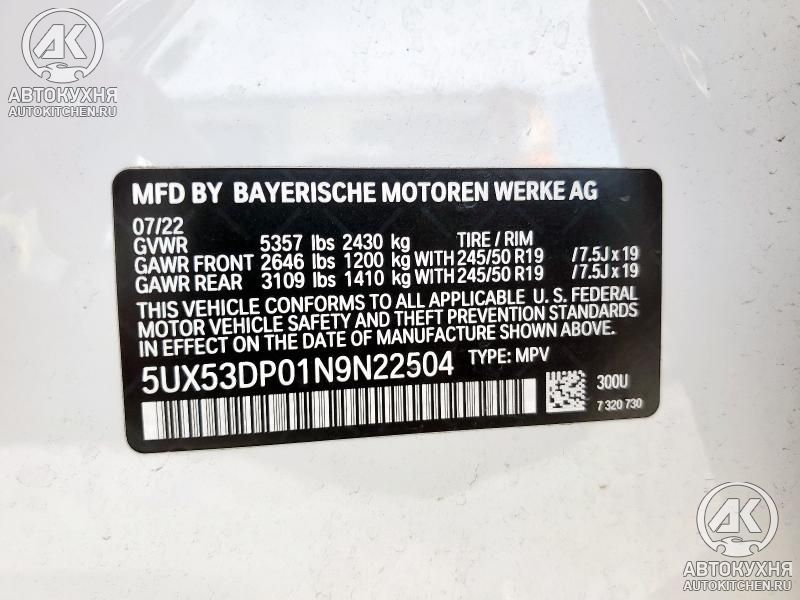 АК
АВТОКУХНЯ
AUTOKITCHEN.RU
MFD BY BAYERISCHE MOTOREN WERKE AG
07/22
GVWR 5357 lbs 2430 kg TIRE / RIM
GAWR FRONT 2646 lbs 1200 kg WITH 245/50 R19 /7.5J x 19
GAWR REAR 3109 lbs 1410 kg WITH 245/50 R19 /7.5J x 19
THIS VEHICLE CONFORMS TO ALL APPLICABLE U. S. FEDERAL
MOTOR VEHICLE SAFETY AND THEFT PREVENTION STANDARDS
IN EFFECT ON THE DATE OF MANUFACTURE SHOWN ABOVE.
5UX53DP01N9N22504 TYPE: MPV
300U
7 320 730
АК
АВТОКУХНЯ
AUTOKITCHEN.RU